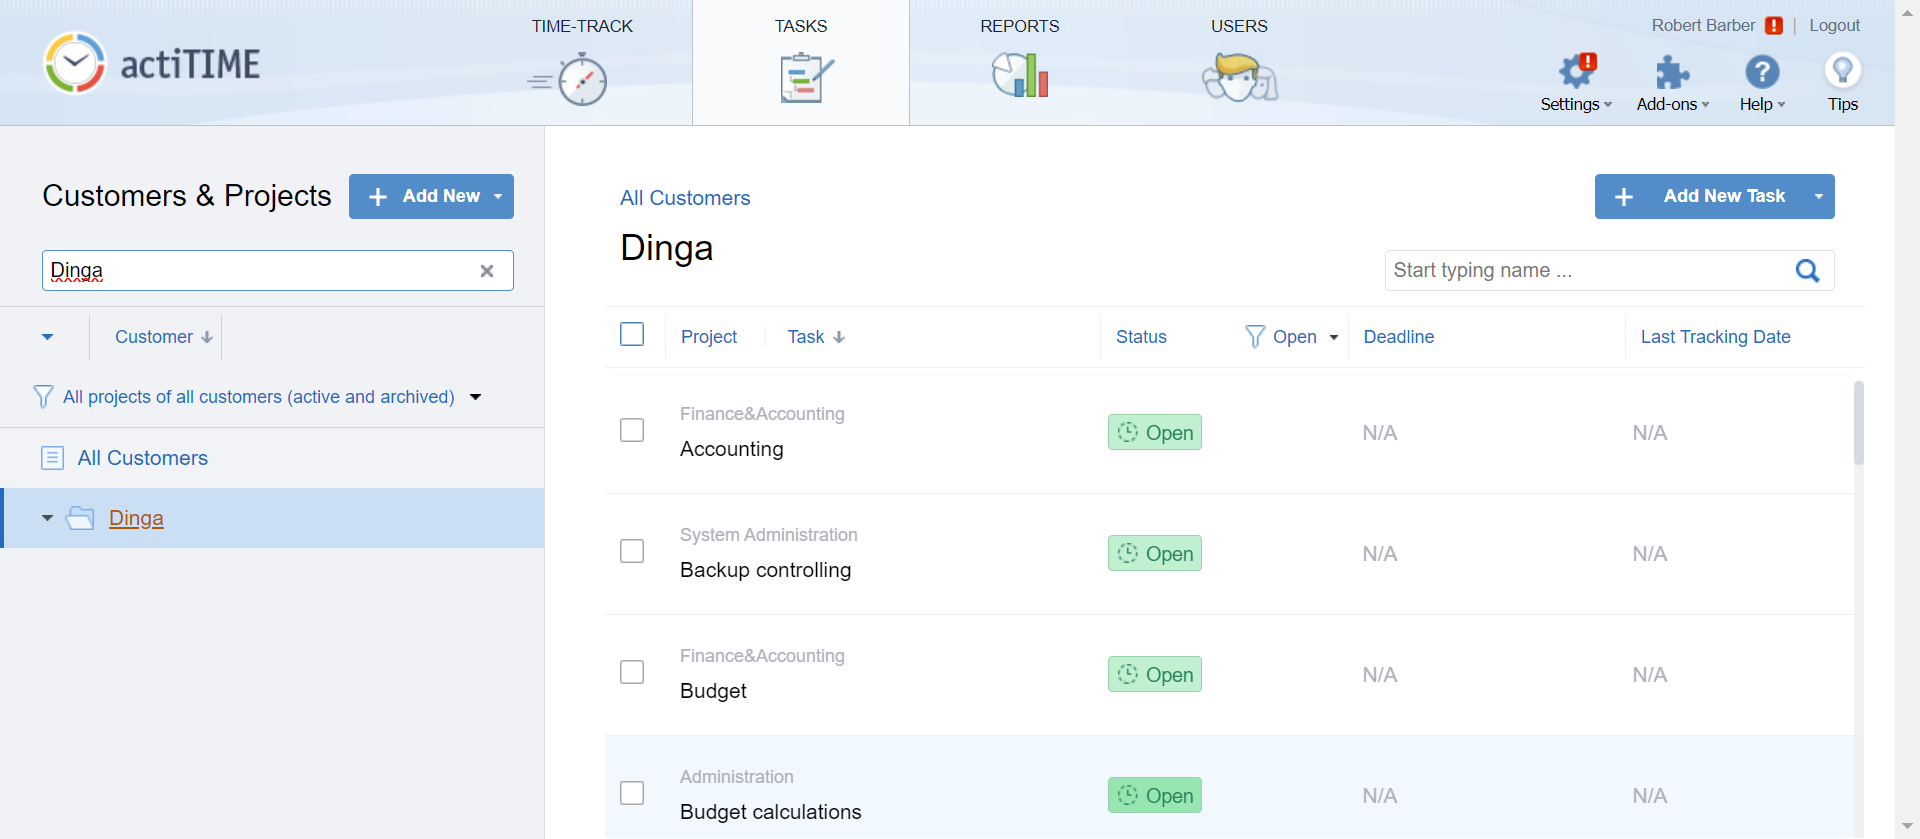 actiTIME
TIME-TRACK
TASKS
REPORTS
USERS
Robert Barber ! | Logout
Settings
Add-ons
Help
Tips
Customers & Projects
+ Add New
Dinga
Customer
All projects of all customers (active and archived)
All Customers
Dinga
All Customers
+ Add New Task
Dinga
Start typing name ...
Project Task Status Open Deadline Last Tracking Date
Finance&Accounting
Accounting
Open N/A N/A
System Administration
Backup controlling
Open N/A N/A
Finance&Accounting
Budget
Open N/A N/A
Administration
Budget calculations
Open N/A N/A